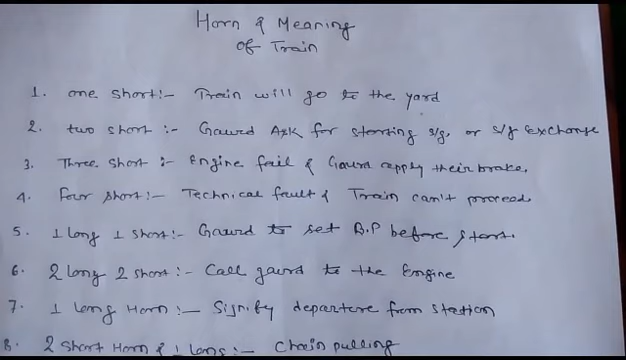 Horn & Meaning
of Train
1. one short:- Train will go to the yard
2. two short :- Gaurd Ask for starting s/g, or s/g Exchange
3. Three short :- Engine fail & Gaurd apply their brake.
4. Four short:- Technical fault & Train can't proceed
5. 1 long 1 short:- Gaurd to set B.P before start.
6. 2 long 2 short:- Call gaurd to the Engine
7. 1 Long Horn:- Signify departure from station
8. 2 Short Horn & 1 Long:- Chain pulling